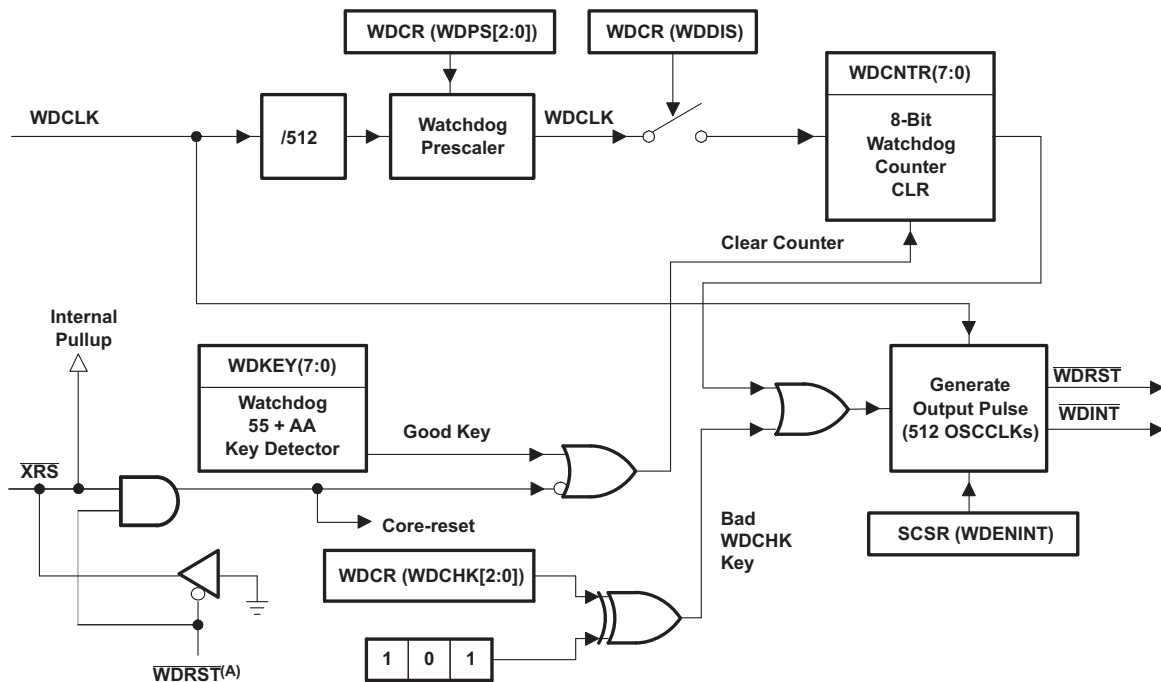 WDCR (WDPS[2:0])
WDCR (WDDIS)
WDCNTR(7:0)
WDCLK
/512
Watchdog
Prescaler
WDCLK
8-Bit
Watchdog
Counter
CLR
Clear Counter
Internal
Pullup
WDKEY(7:0)
Watchdog
55 + AA
Key Detector
Good Key
Generate
Output Pulse
(512 OSCCLKs)
WDRST
WDINT
XRS
Core-reset
Bad
WDCHK
Key
SCSR (WDENINT)
WDCR (WDCHK[2:0])
1 0 1
WDRST(A)